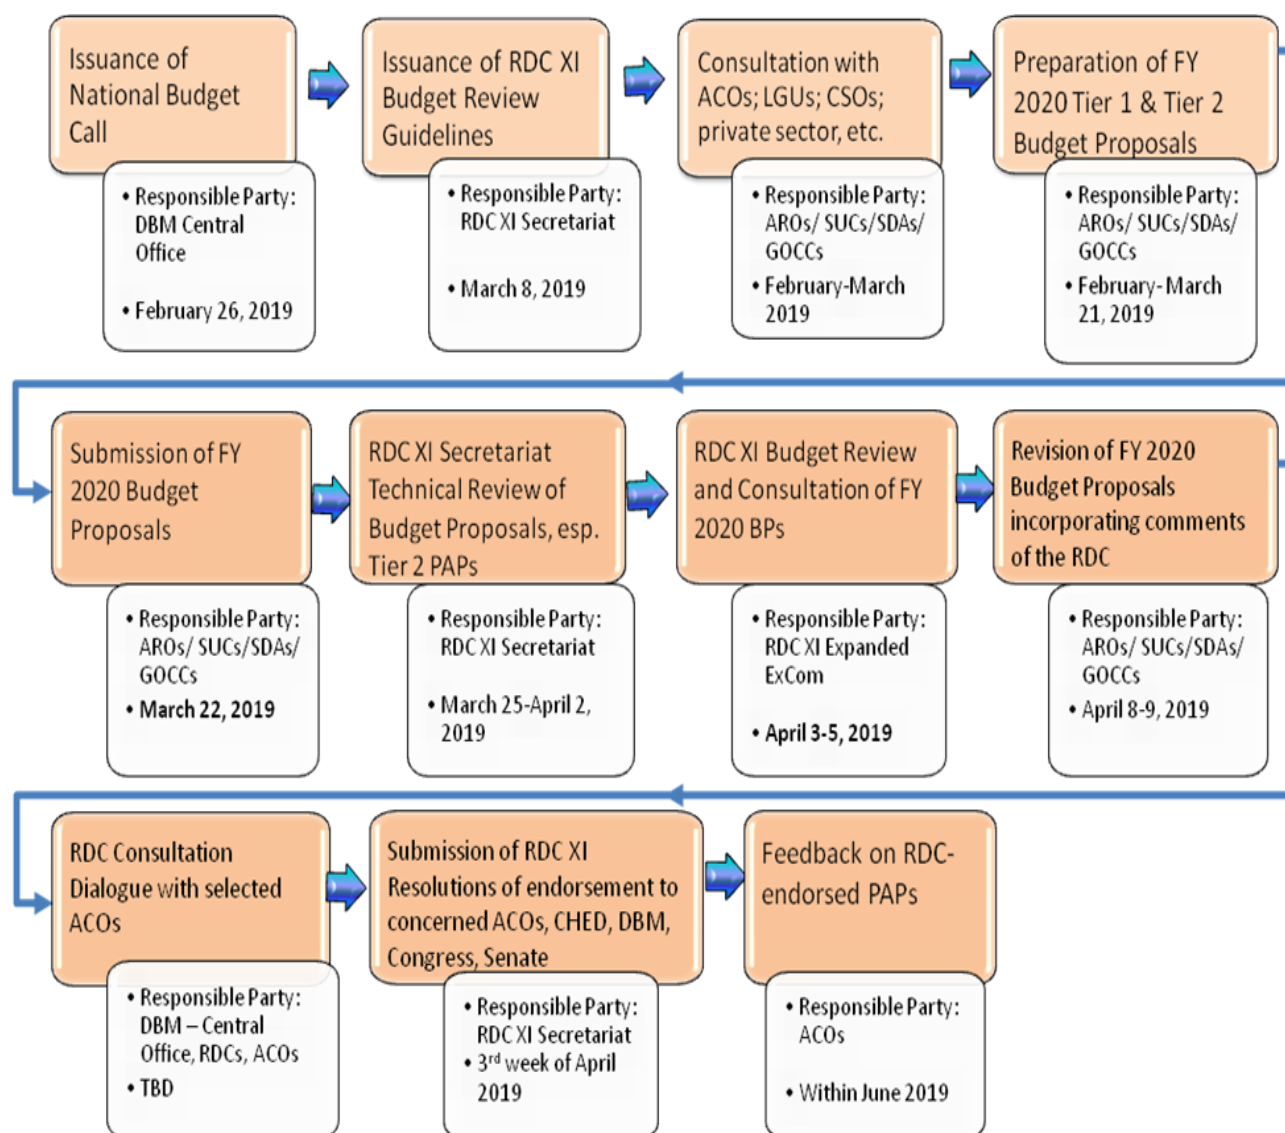 Issuance of
National Budget
Call
• Responsible Party:
DBM Central
Office
• February 26, 2019
Issuance of RDC XI
Budget Review
Guidelines
• Responsible Party:
RDC XI Secretariat
• March 8, 2019
Consultation with
ACOs; LGUs; CSOs;
private sector, etc.
• Responsible Party:
AROs/ SUCs/SDAs/
GOCCs
• February-March
2019
Preparation of FY
2020 Tier 1 & Tier 2
Budget Proposals
• Responsible Party:
AROs/ SUCs/SDAs/
GOCCs
• February- March
21, 2019
Submission of FY
2020 Budget
Proposals
• Responsible Party:
AROs/ SUCs/SDAs/
GOCCs
• March 22, 2019
RDC XI Secretariat
Technical Review of
Budget Proposals, esp.
Tier 2 PAPs
• Responsible Party:
RDC XI Secretariat
• March 25-April 2,
2019
RDC XI Budget Review
and Consultation of FY
2020 BPs
• Responsible Party:
RDC XI Expanded
ExCom
• April 3-5, 2019
Revision of FY 2020
Budget Proposals
incorporating comments
of the RDC
• Responsible Party:
AROs/ SUCs/SDAs/
GOCCs
• April 8-9, 2019
RDC Consultation
Dialogue with selected
ACOs
• Responsible Party:
DBM – Central
Office, RDCs, ACOs
• TBD
Submission of RDC XI
Resolutions of endorsement to
concerned ACOs, CHED, DBM,
Congress, Senate
• Responsible Party:
RDC XI Secretariat
• 3rd week of April
2019
Feedback on RDC-
endorsed PAPs
• Responsible Party:
ACOs
• Within June 2019